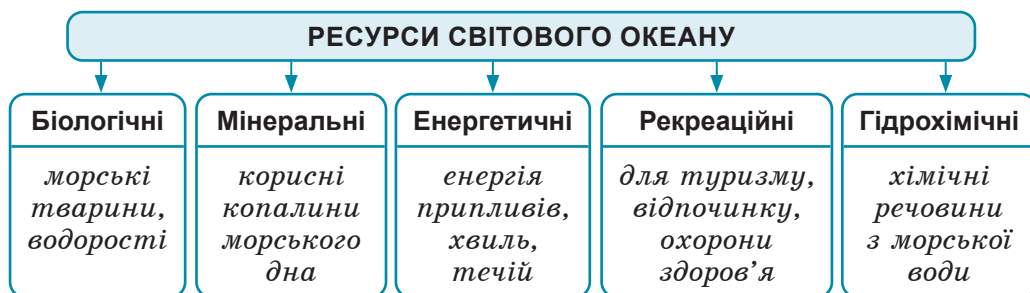 РЕСУРСИ СВІТОВОГО ОКЕАНУ
Біологічні
морські
тварини,
водорості
Мінеральні
корисні
копалини
морського
дна
Енергетичні
енергія
припливів,
хвиль,
течій
Рекреаційні
для туризму,
відпочинку,
охорони
здоров’я
Гідрохімічні
хімічні
речовини
з морської
води